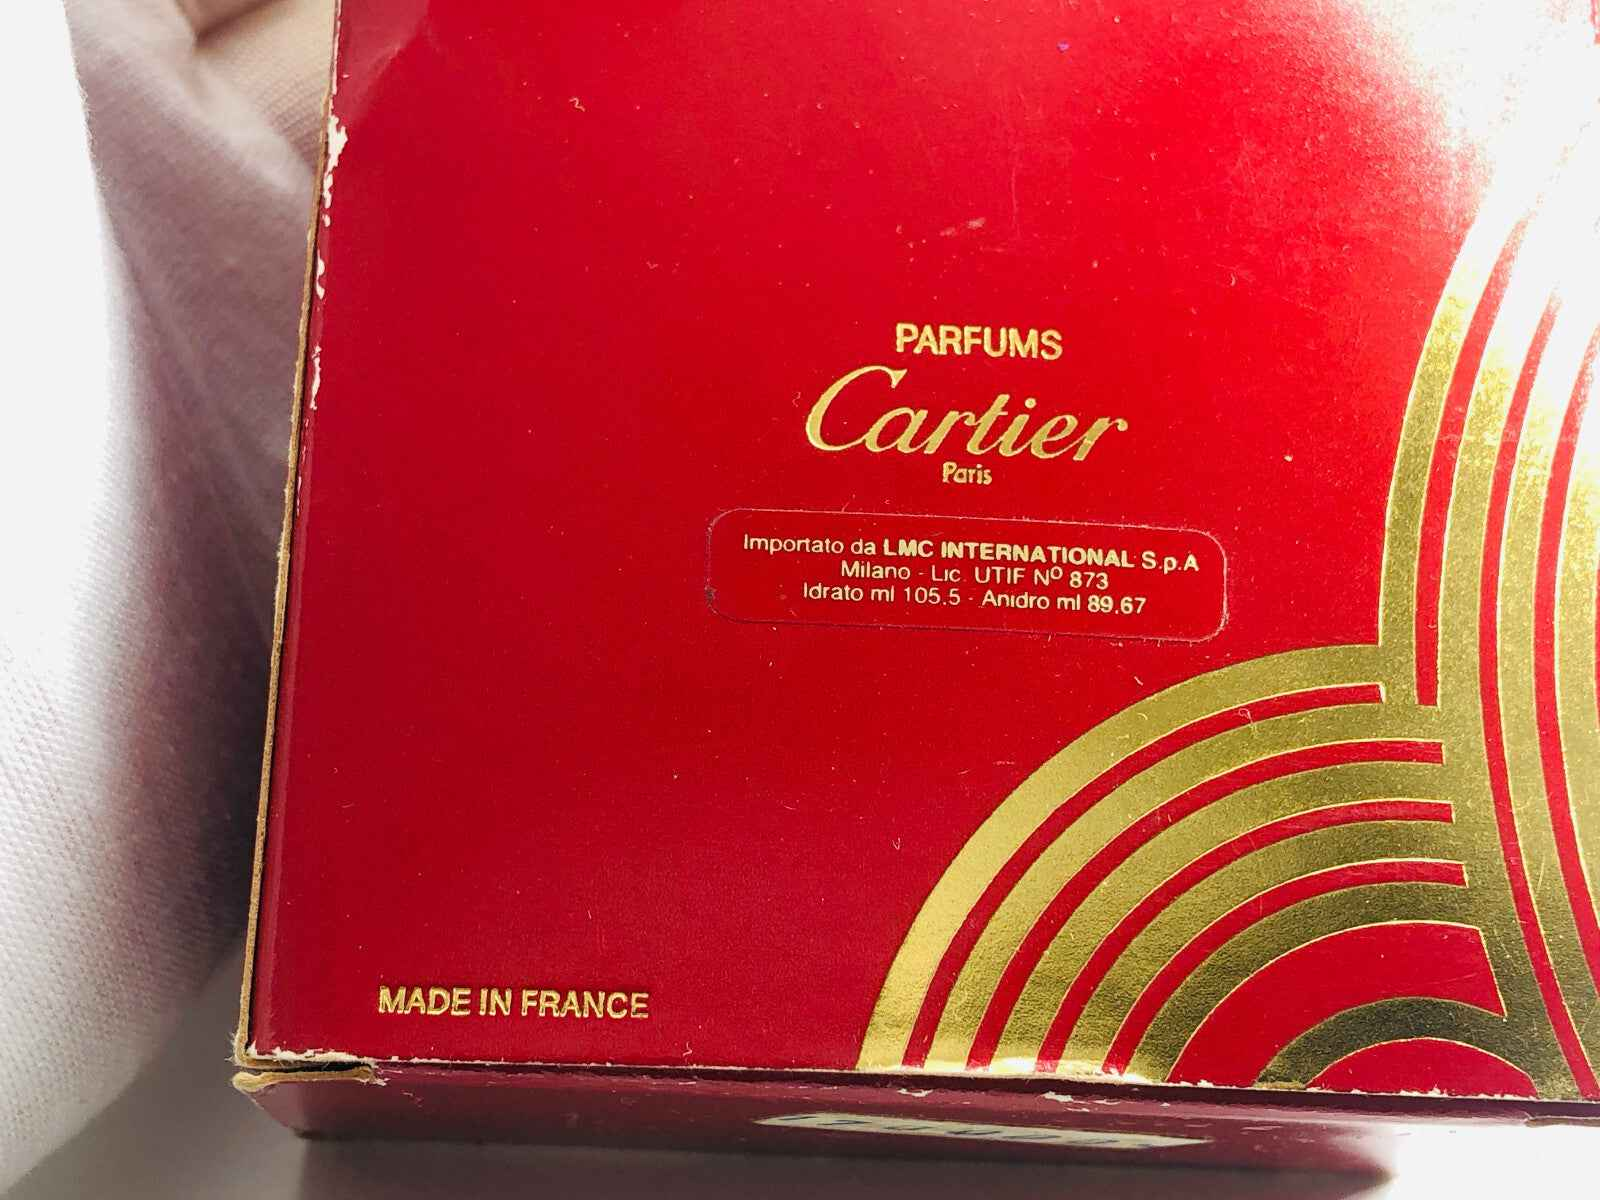 PARFUMS
Cartier
Paris
Importato da LMC INTERNATIONAL S.p.A
Milano - Lic. UTIF Nº 873
Idrato ml 105.5 - Anidro ml 89.67
MADE IN FRANCE